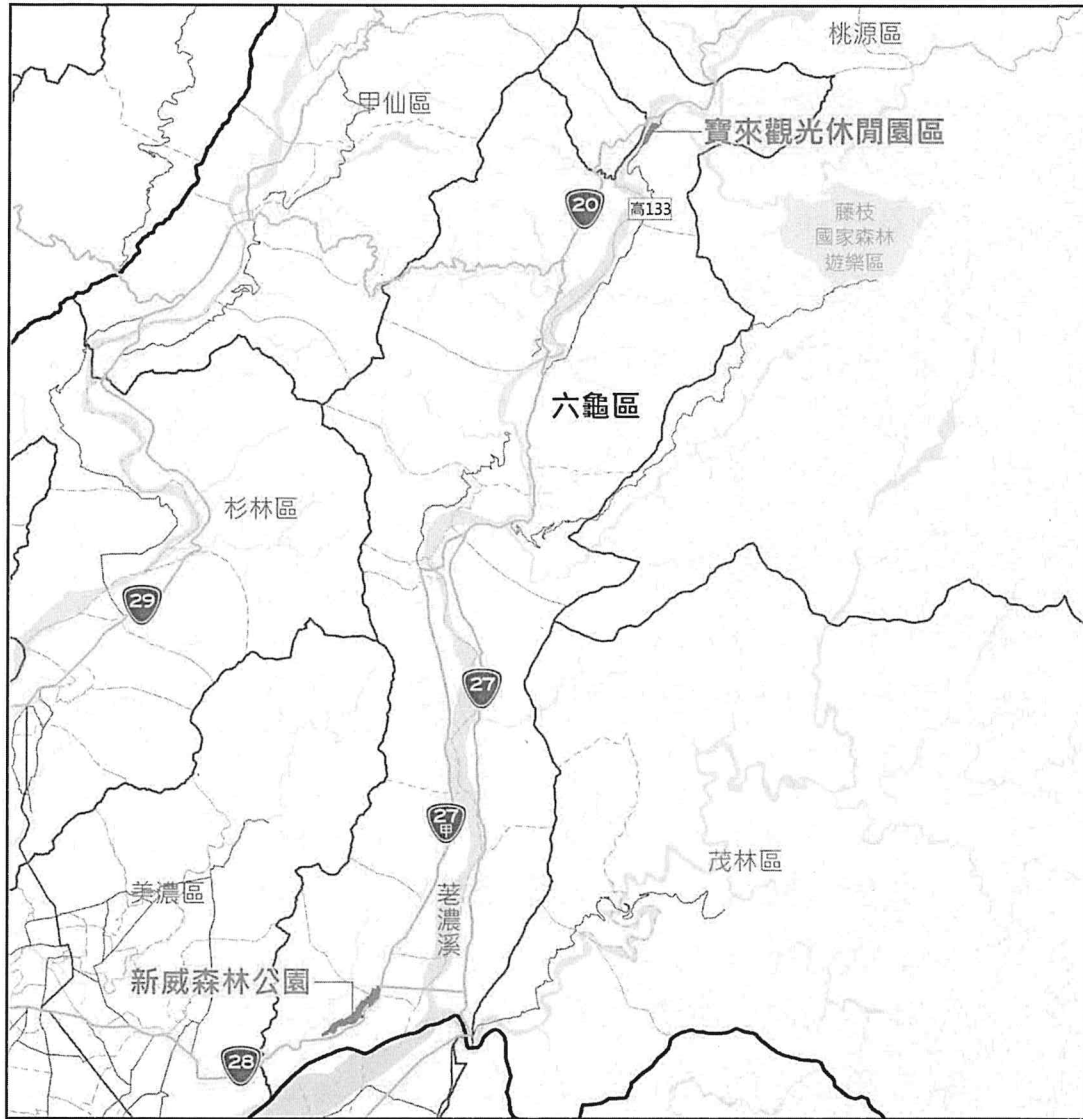 桃源區
甲仙區
寶來觀光休閒園區
20
高133
藤枝
國家森林
遊樂區
六龜區
杉林區
29
27
27
甲
茂林區
美濃區
荖濃溪
新威森林公園
28